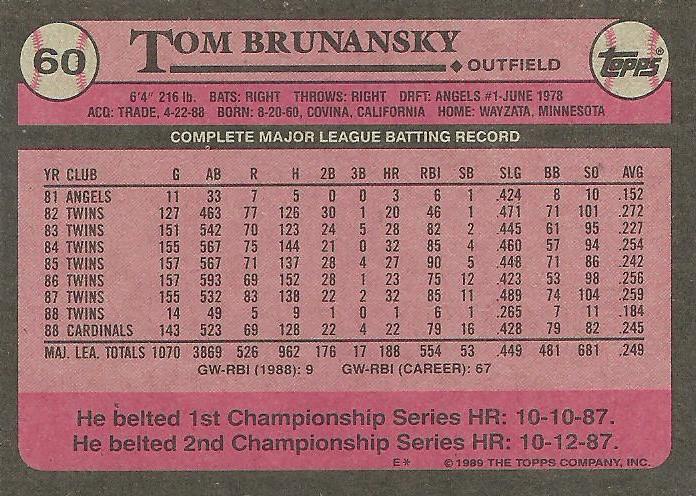 60
TOM BRUNANSKY
OUTFIELD
TOPPS®
6'4" 216 lb. BATS: RIGHT THROWS: RIGHT DRFT: ANGELS #1-JUNE 1978
ACQ: TRADE, 4-22-88 BORN: 8-20-60, COVINA, CALIFORNIA HOME: WAYZATA, MINNESOTA
COMPLETE MAJOR LEAGUE BATTING RECORD
YR CLUB G AB R H 2B 3B HR RBI SB SLG BB SO AVG
81 ANGELS 11 33 7 5 0 0 3 6 1 .424 8 10 .152
82 TWINS 127 463 77 126 30 1 20 46 1 .471 71 101 .272
83 TWINS 151 542 70 123 24 5 28 82 2 .445 61 95 .227
84 TWINS 155 567 75 144 21 0 32 85 4 .460 57 94 .254
85 TWINS 157 567 71 137 28 4 27 90 5 .448 71 86 .242
86 TWINS 157 593 69 152 28 1 23 75 12 .423 53 98 .256
87 TWINS 155 532 83 138 22 2 32 85 11 .489 74 104 .259
88 TWINS 14 49 5 9 1 0 1 6 1 .265 7 11 .184
88 CARDINALS 143 523 69 128 22 4 22 79 16 .428 79 82 .245
MAJ. LEA. TOTALS 1070 3869 526 962 176 17 188 554 53 .449 481 681 .249
GW-RBI (1988): 9 GW-RBI (CAREER): 67
He belted 1st Championship Series HR: 10-10-87.
He belted 2nd Championship Series HR: 10-12-87.
E* © 1989 THE TOPPS COMPANY, INC.